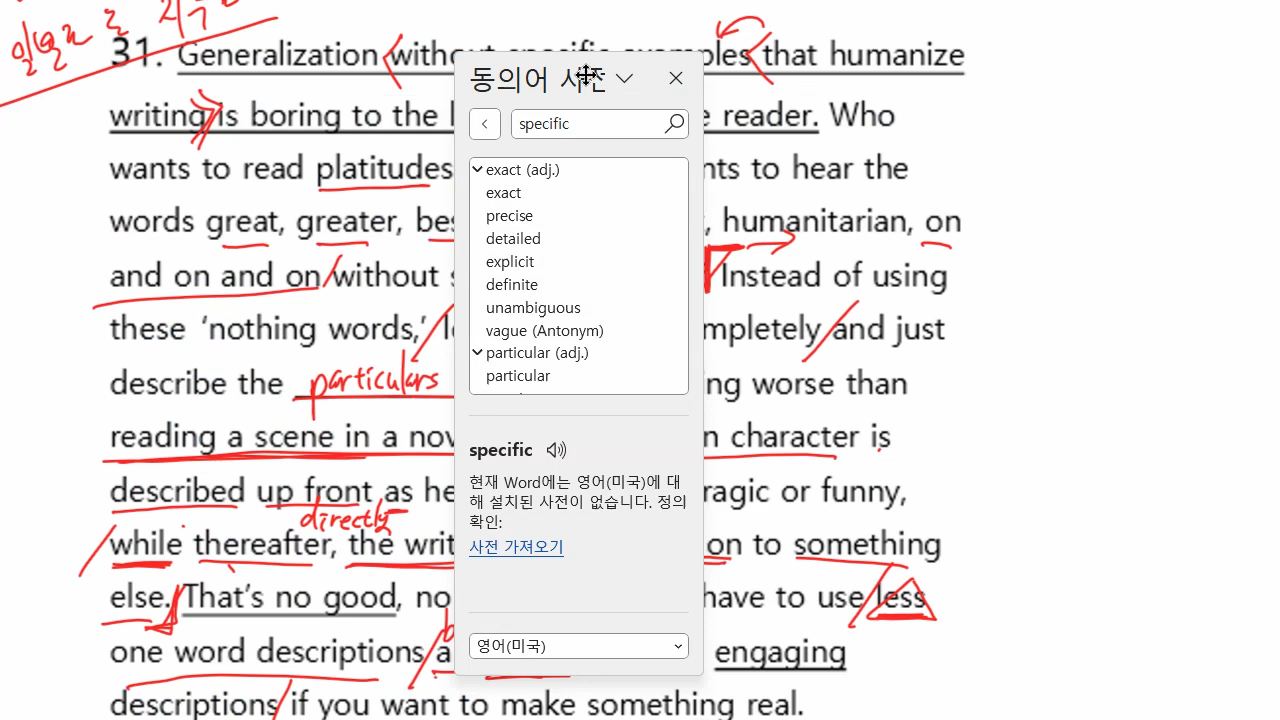 일반화로
31. Generalization without specific examples that humanize
writing is boring to the e reader. Who
wants to read platitudes nts to hear the
words great, greater, bes , humanitarian, on
and on and on without s Instead of using
these ‘nothing words,’ mpletely and just
describe the particulars ng worse than
reading a scene in a nov n character is
described up front as he ragic or funny,
directly
while thereafter, the writ on to something
else. That’s no good, no have to use less
one word descriptions a engaging
descriptions if you want to make something real.
동의어 사전
specific
exact (adj.)
exact
precise
detailed
explicit
definite
unambiguous
vague (Antonym)
particular (adj.)
particular
specific
현재 Word에는 영어(미국)에 대
해 설치된 사전이 없습니다. 정의
확인:
사전 가져오기
영어(미국)